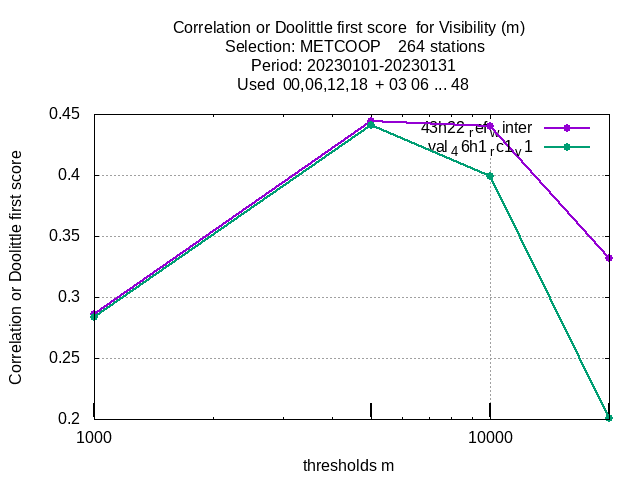 Correlation or Doolittle first score  for Visibility (m)
Selection: METCOOP    264 stations
Period: 20230101-20230131
Used  00,06,12,18  + 03 06 ... 48
0.45
43h22_refwinter
val_46h1_rc1_v1
0.4
0.35
0.3
0.25
0.2
Correlation or Doolittle first score
1000
10000
thresholds m